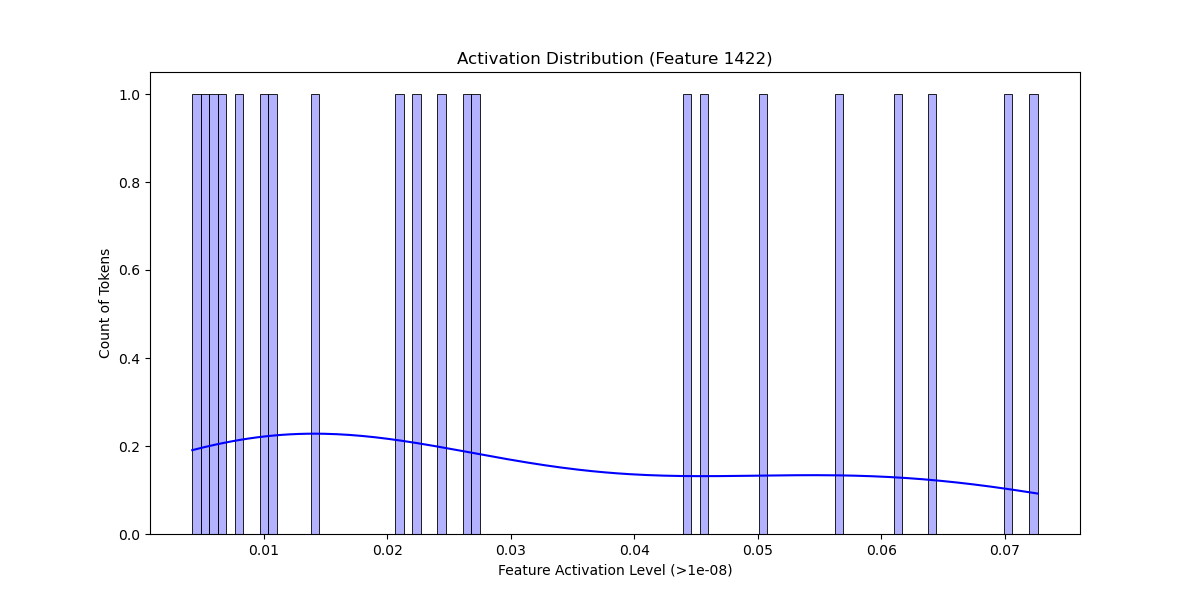 Activation Distribution (Feature 1422)
Count of Tokens
1.0
0.8
0.6
0.4
0.2
0.0
0.01 0.02 0.03 0.04 0.05 0.06 0.07
Feature Activation Level (>1e-08)